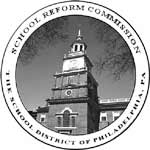 SCHOOL REFORM COMMISSION
THE SCHOOL DISTRICT OF PHILADELPHIA, PA